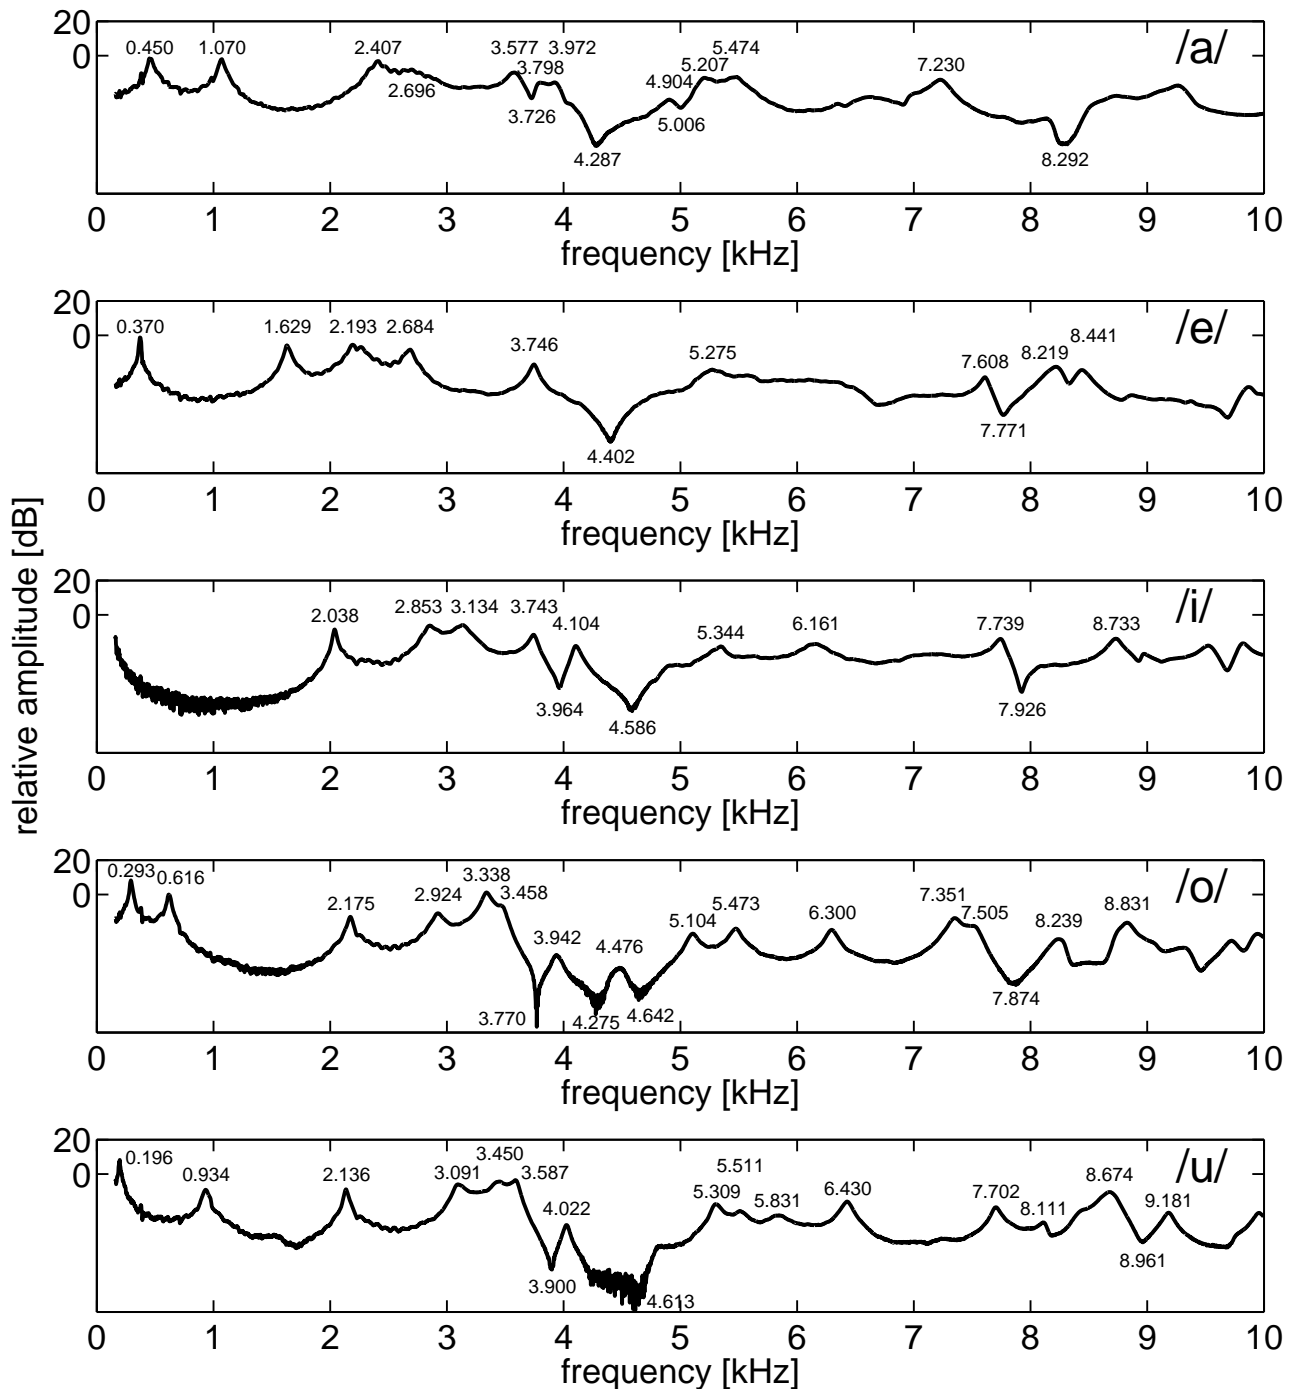 relative amplitude [dB]
20
0
0.450 1.070 2.407 2.696 3.577 3.972
3.798
3.726 4.287 4.904 5.207 5.474
5.006 7.230 8.292
/a/
0 1 2 3 4 5 6 7 8 9 10
frequency [kHz]
20
0
0.370 1.629 2.193 2.684 3.746 4.402 5.275 7.608 7.771 8.219 8.441
/e/
0 1 2 3 4 5 6 7 8 9 10
frequency [kHz]
20
0
2.038 2.853 3.134 3.743 3.964 4.104 4.586 5.344 6.161 7.739 7.926 8.733
/i/
0 1 2 3 4 5 6 7 8 9 10
frequency [kHz]
20
0
0.293 0.616 2.175 2.924 3.338 3.458 3.770 3.942 4.275 4.476 4.642 5.104 5.473 6.300 7.351 7.505 7.874 8.239 8.831
/o/
0 1 2 3 4 5 6 7 8 9 10
frequency [kHz]
20
0
0.196 0.934 2.136 3.091 3.450 3.587 3.900 4.022 4.613 5.309 5.511 5.831 6.430 7.702 8.111 8.674 8.961 9.181
/u/
0 1 2 3 4 5 6 7 8 9 10
frequency [kHz]